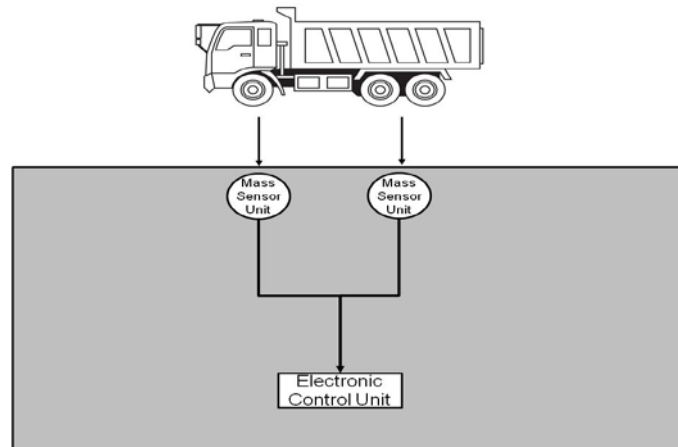 Mass
Sensor
Unit
Mass
Sensor
Unit
Electronic
Control Unit